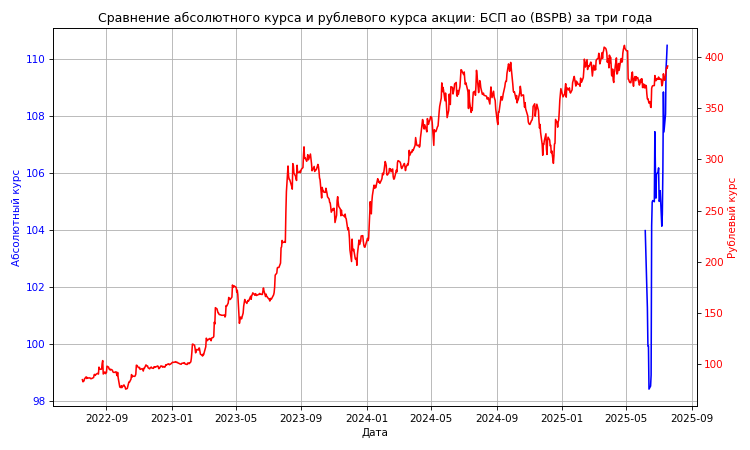 Сравнение абсолютного курса и рублевого курса акции: БСП ао (BSPB) за три года
Абсолютный курс
110
108
106
104
102
100
98
400
350
300
250
200
150
100
Рублевый курс
2022-09 2023-01 2023-05 2023-09 2024-01 2024-05 2024-09 2025-01 2025-05 2025-09
Дата